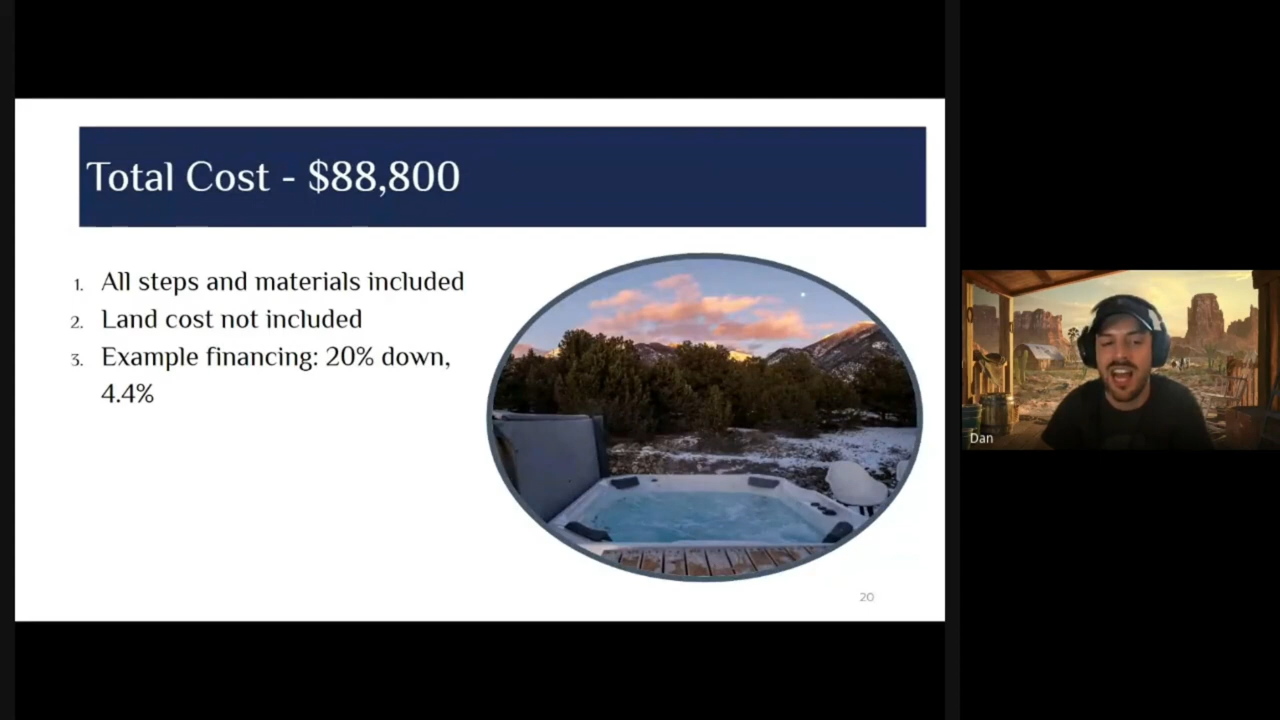 Total Cost - $88,800
1. All steps and materials included
2. Land cost not included
3. Example financing: 20% down,
4.4%
20
Dan